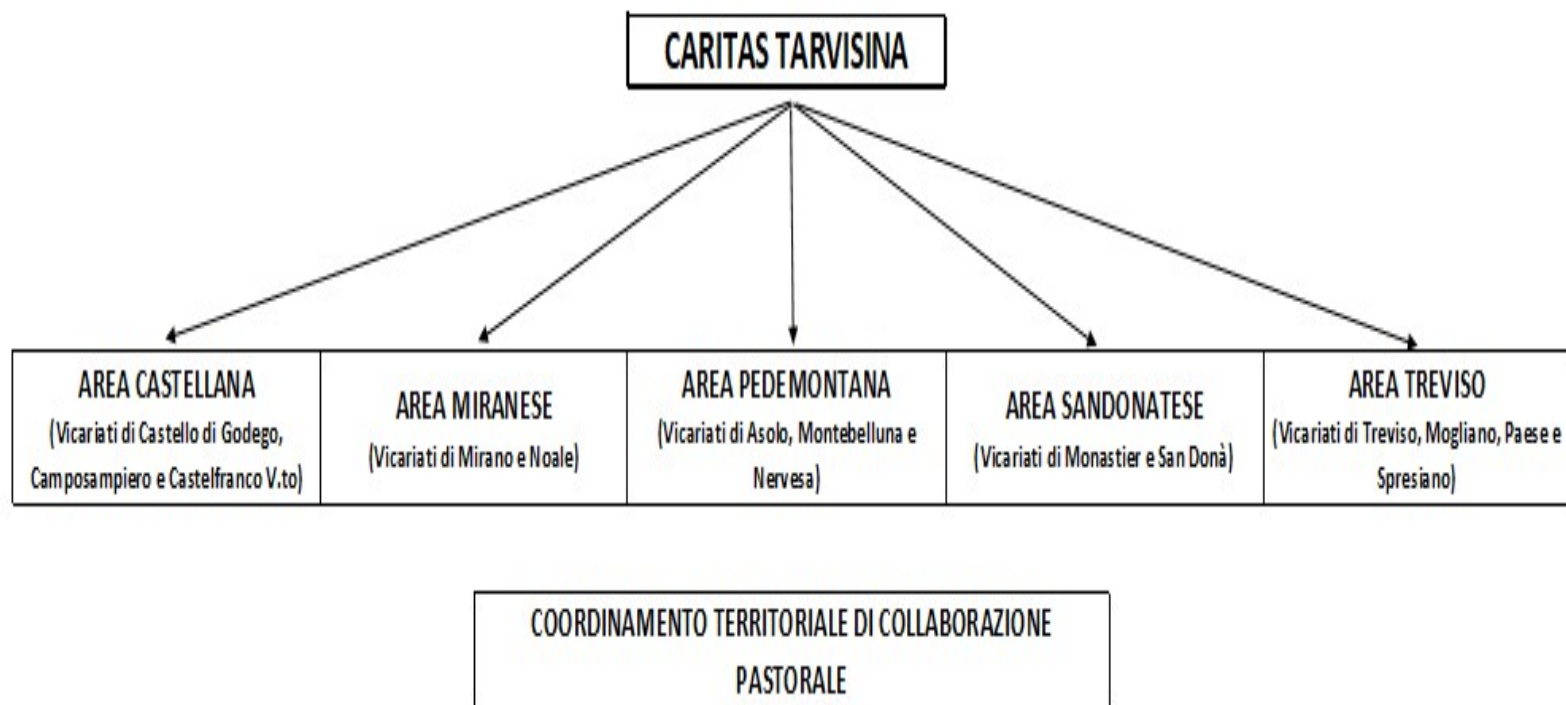 CARITAS TARVISINA
AREA CASTELLANA
(Vicariati di Castello di Godego,
Camposampiero e Castelfranco V.to)
AREA MIRANESE
(Vicariati di Mirano e Noale)
AREA PEDEMONTANA
(Vicariati di Asolo, Montebelluna e
Nervesa)
AREA SANDONATESE
(Vicariati di Monastier e San Donà)
AREA TREVISO
(Vicariati di Treviso, Mogliano, Paese e
Spresiano)
COORDINAMENTO TERRITORIALE DI COLLABORAZIONE
PASTORALE